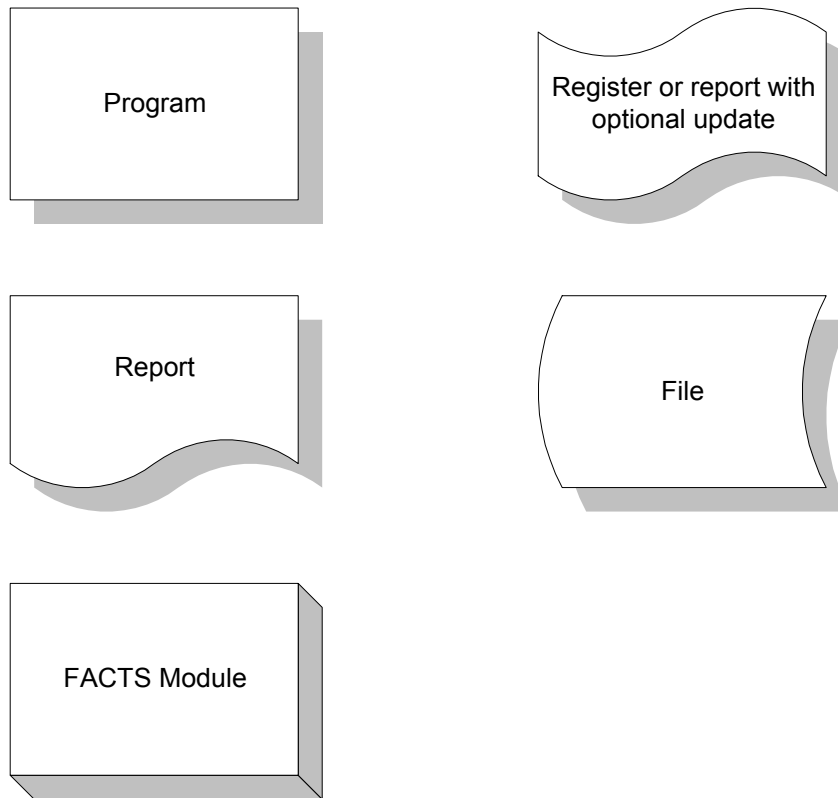 Program
Register or report with
optional update
Report
File
FACTS Module